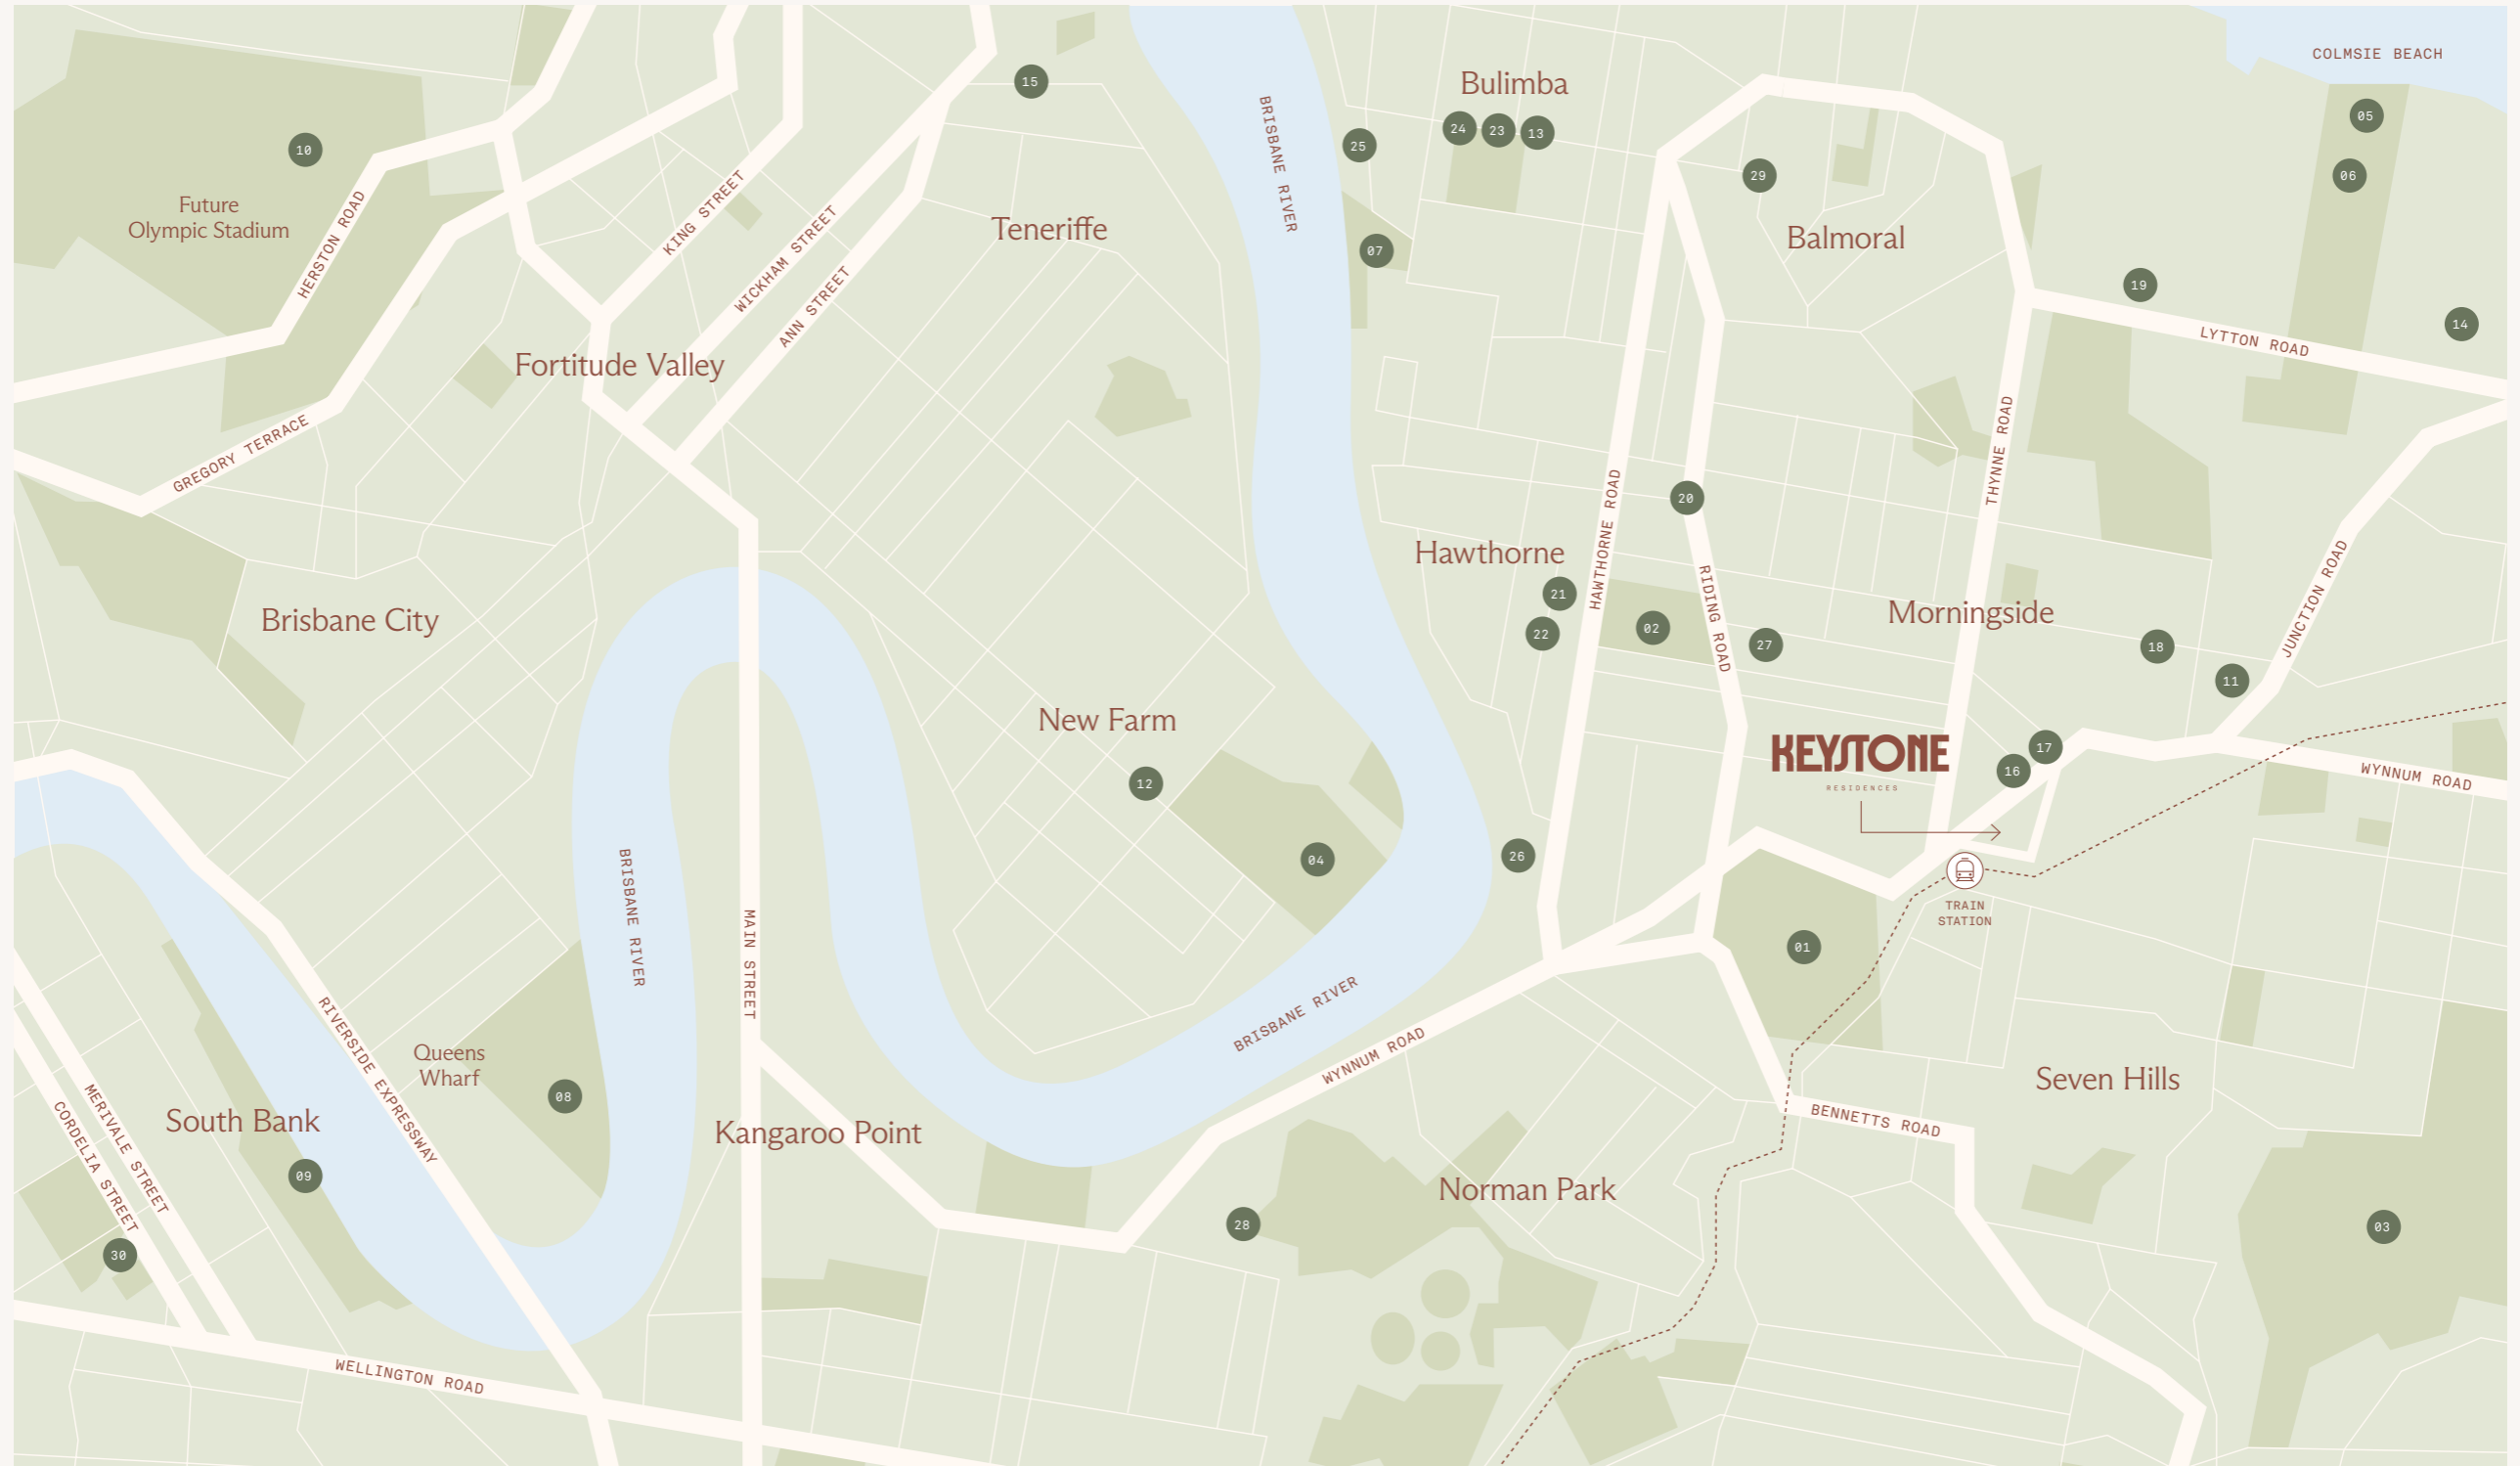 COLMSIE BEACH
Bulimba
15
05
24
23
13
25
10
BRISBANE RIVER
29
06
Future
Olympic Stadium
HERSTON ROAD
KING STREET
WICKHAM STREET
Teneriffe
07
Balmoral
19
ANN STREET
14
LYTTON ROAD
Fortitude Valley
GREGORY TERRACE
THYNNE ROAD
20
HAWTHORNE ROAD
Hawthorne
21
22
02
RIDING ROAD
27
Morningside
JUNCTION ROAD
18
11
Brisbane City
New Farm
KEYSTONE
RESIDENCES
17
16
WYNNUM ROAD
12
04
26
BRISBANE RIVER
MAIN STREET
TRAIN
STATION
01
BRISBANE RIVER
WYNNUM ROAD
RIVERSIDE EXPRESSWAY
Queens
Wharf
08
Seven Hills
MERIVALE STREET
CORDELIA STREET
South Bank
Kangaroo Point
BENNETTS ROAD
09
Norman Park
28
03
30
WELLINGTON ROAD